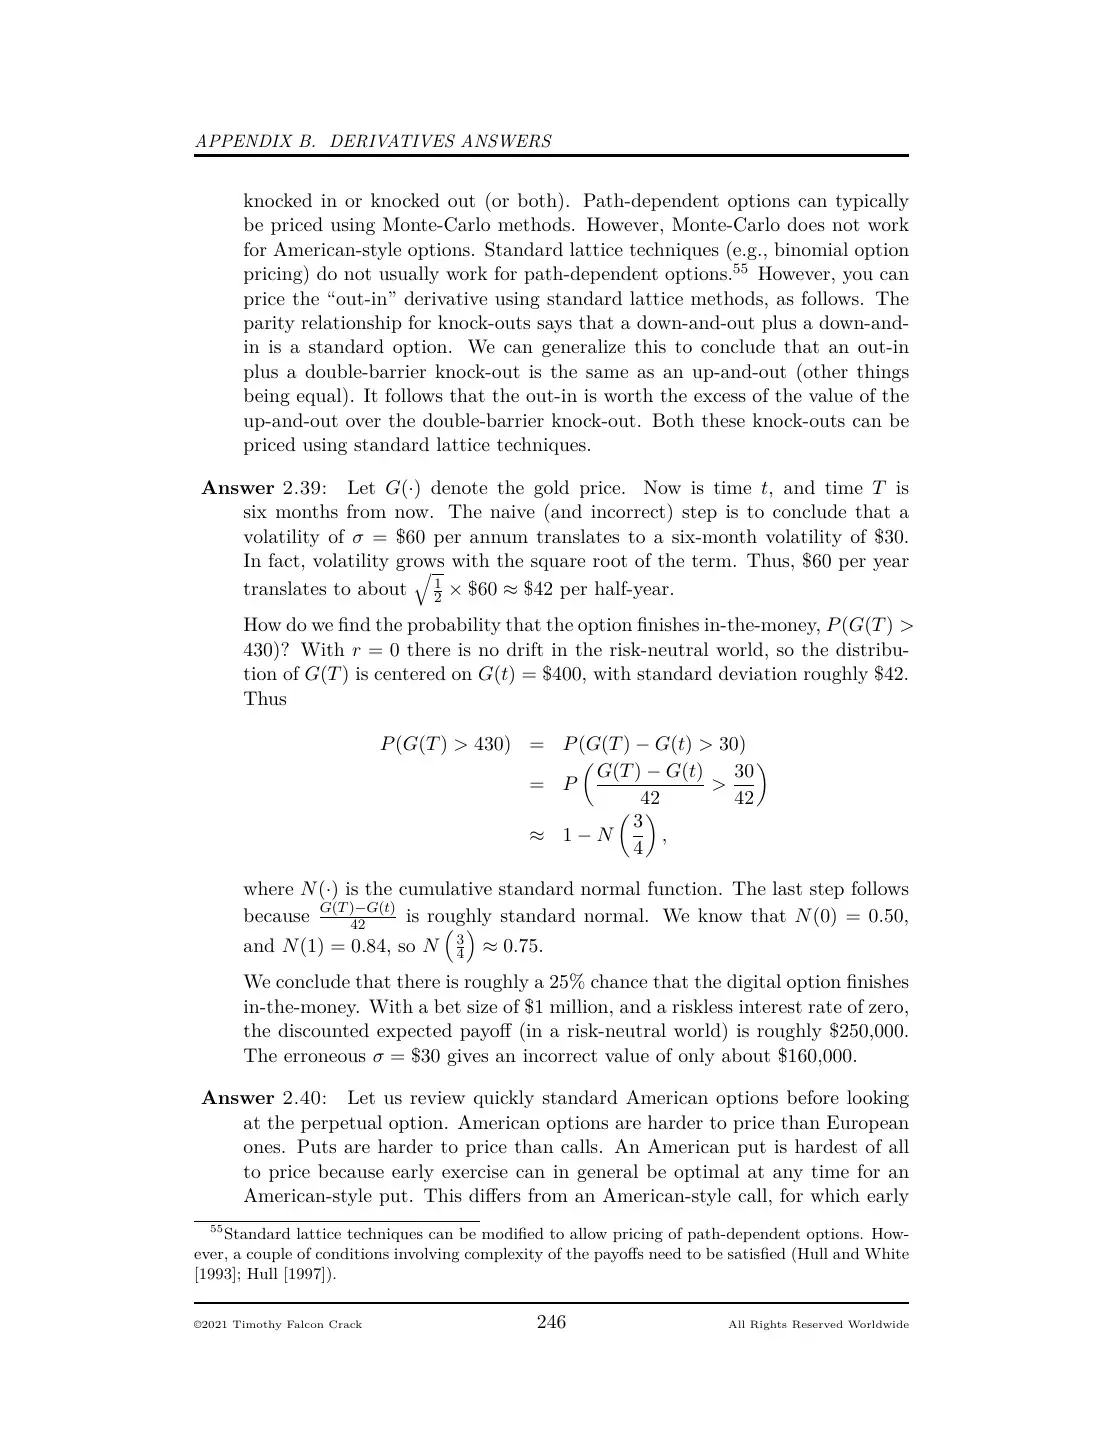 APPENDIX B. DERIVATIVES ANSWERS
knocked in or knocked out (or both). Path-dependent options can typically
be priced using Monte-Carlo methods. However, Monte-Carlo does not work
for American-style options. Standard lattice techniques (e.g., binomial option
pricing) do not usually work for path-dependent options.55 However, you can
price the “out-in” derivative using standard lattice methods, as follows. The
parity relationship for knock-outs says that a down-and-out plus a down-and-
in is a standard option. We can generalize this to conclude that an out-in
plus a double-barrier knock-out is the same as an up-and-out (other things
being equal). It follows that the out-in is worth the excess of the value of the
up-and-out over the double-barrier knock-out. Both these knock-outs can be
priced using standard lattice techniques.
Answer 2.39: Let G(·) denote the gold price. Now is time t, and time T is
six months from now. The naive (and incorrect) step is to conclude that a
volatility of σ = $60 per annum translates to a six-month volatility of $30.
In fact, volatility grows with the square root of the term. Thus, $60 per year
translates to about √(1/2) × $60 ≈ $42 per half-year.
How do we find the probability that the option finishes in-the-money, P(G(T) >
430)? With r = 0 there is no drift in the risk-neutral world, so the distribu-
tion of G(T) is centered on G(t) = $400, with standard deviation roughly $42.
Thus
P(G(T) > 430) = P(G(T) − G(t) > 30)
= P((G(T) − G(t))/42 > 30/42)
≈ 1 − N(3/4),
where N(·) is the cumulative standard normal function. The last step follows
because (G(T)−G(t))/42 is roughly standard normal. We know that N(0) = 0.50,
and N(1) = 0.84, so N(3/4) ≈ 0.75.
We conclude that there is roughly a 25% chance that the digital option finishes
in-the-money. With a bet size of $1 million, and a riskless interest rate of zero,
the discounted expected payoff (in a risk-neutral world) is roughly $250,000.
The erroneous σ = $30 gives an incorrect value of only about $160,000.
Answer 2.40: Let us review quickly standard American options before looking
at the perpetual option. American options are harder to price than European
ones. Puts are harder to price than calls. An American put is hardest of all
to price because early exercise can in general be optimal at any time for an
American-style put. This differs from an American-style call, for which early
55Standard lattice techniques can be modified to allow pricing of path-dependent options. How-
ever, a couple of conditions involving complexity of the payoffs need to be satisfied (Hull and White
[1993]; Hull [1997]).
©2021 Timothy Falcon Crack 246 All Rights Reserved Worldwide